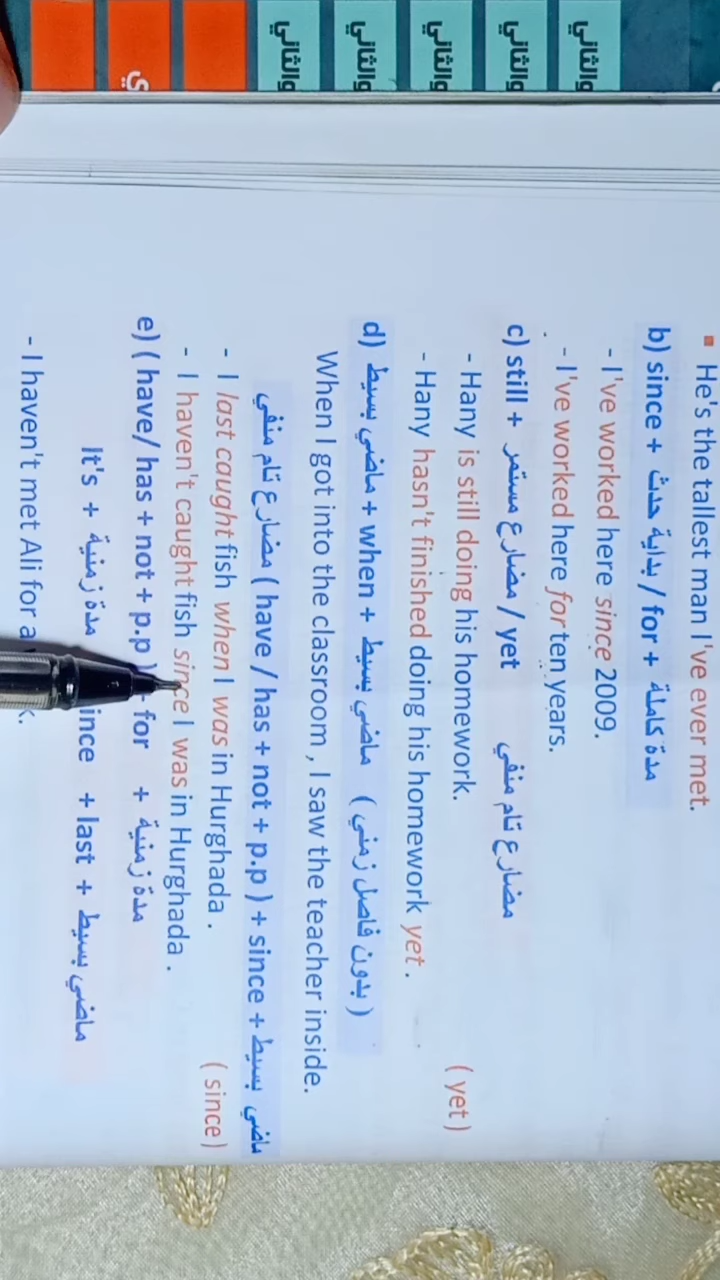 والثاني
والثاني
والثاني
والثاني
والثاني
ي
▪ He's the tallest man I've ever met.
b) since + بداية حدث / for + مدة كاملة
- I've worked here since 2009.
- I've worked here for ten years.
c) still + مضارع مستمر / yet مضارع تام منفي
- Hany is still doing his homework. ( yet )
- Hany hasn't finished doing his homework yet .
d) ماضي بسيط + when + ماضي بسيط ( بدون فاصل زمني )
When I got into the classroom , I saw the teacher inside.
مضارع تام منفي ( have / has + not + p.p ) + since + ماضي بسيط
- I last caught fish when I was in Hurghada . ( since )
- I haven't caught fish since I was in Hurghada .
e) ( have/ has + not + p.p ) + for + مدة زمنية
It's + مدة زمنية ince + last + ماضي بسيط
- I haven't met Ali for a k.